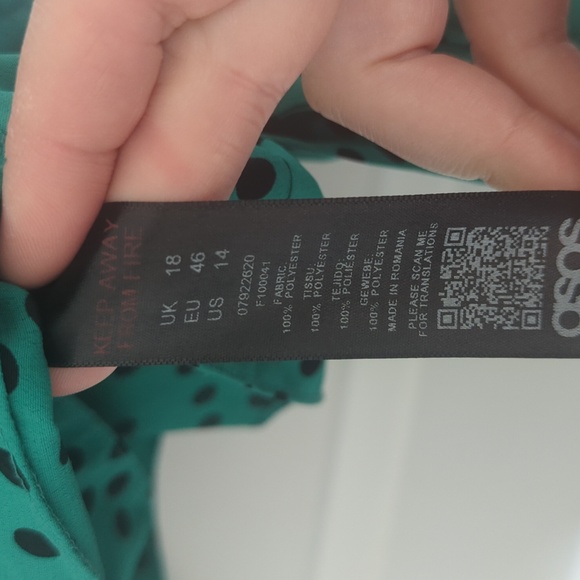 asos
PLEASE SCAN ME
FOR TRANSLATIONS
MADE IN ROMANIA
GEWEBE:
100% POLYESTER
TEJIDO:
100% POLIESTER
TISSU:
100% POLYESTER
FABRIC:
100% POLYESTER
F100041
07922620
UK 18
EU 46
US 14
KEEP AWAY
FROM FIRE